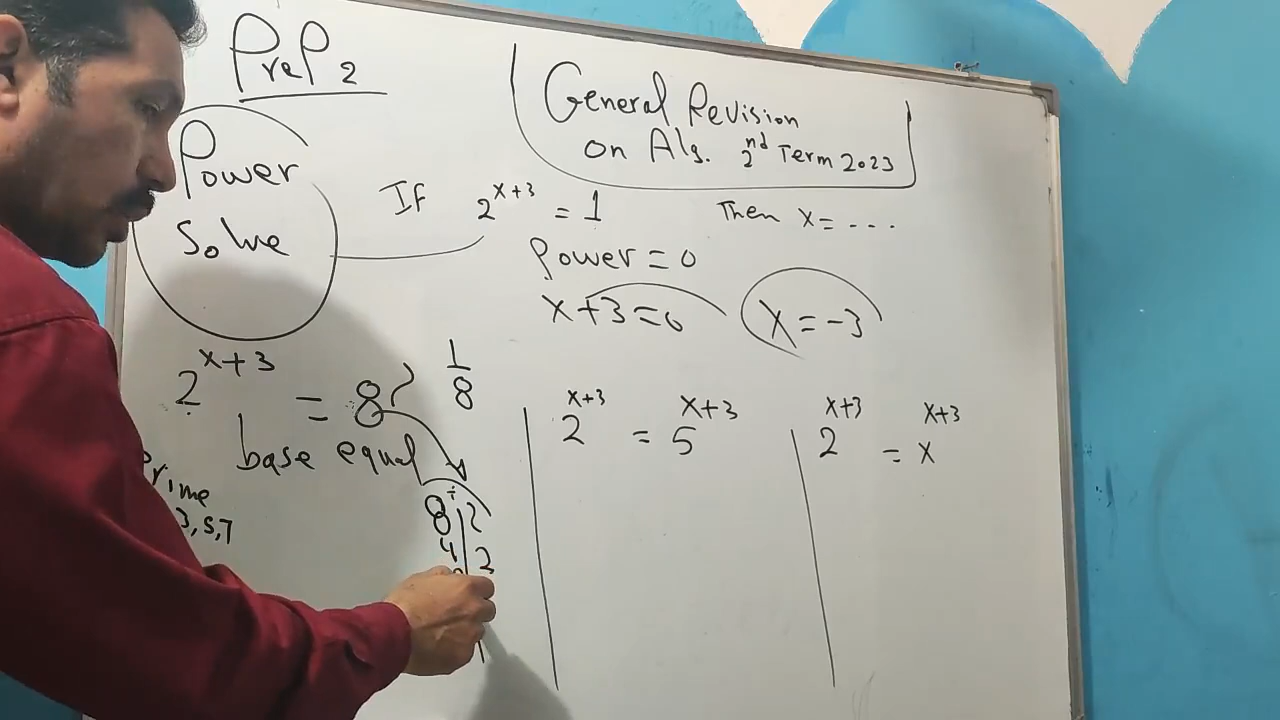 PreP 2
General Revision
on Alg. 2nd Term 2023
Power
Solve
If 2^x+3 = 1 Then x = ---
Power = 0
x+3=0 x=-3
2^x+3 = 8? 1/8
base equal
Prime
3,5,7
8 ÷ 2
4 2
2^x+3 = 5^x+3
2^x+3 = x^x+3